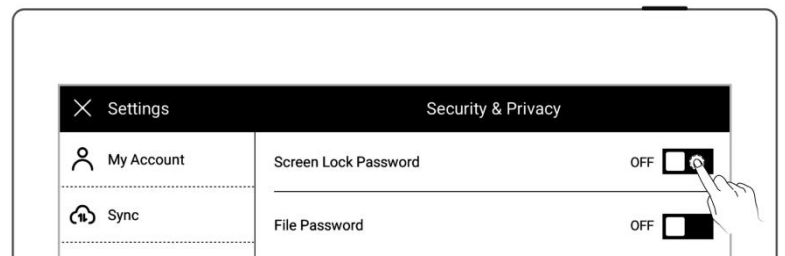 Settings
Security & Privacy
My Account
Screen Lock Password
OFF
Sync
File Password
OFF